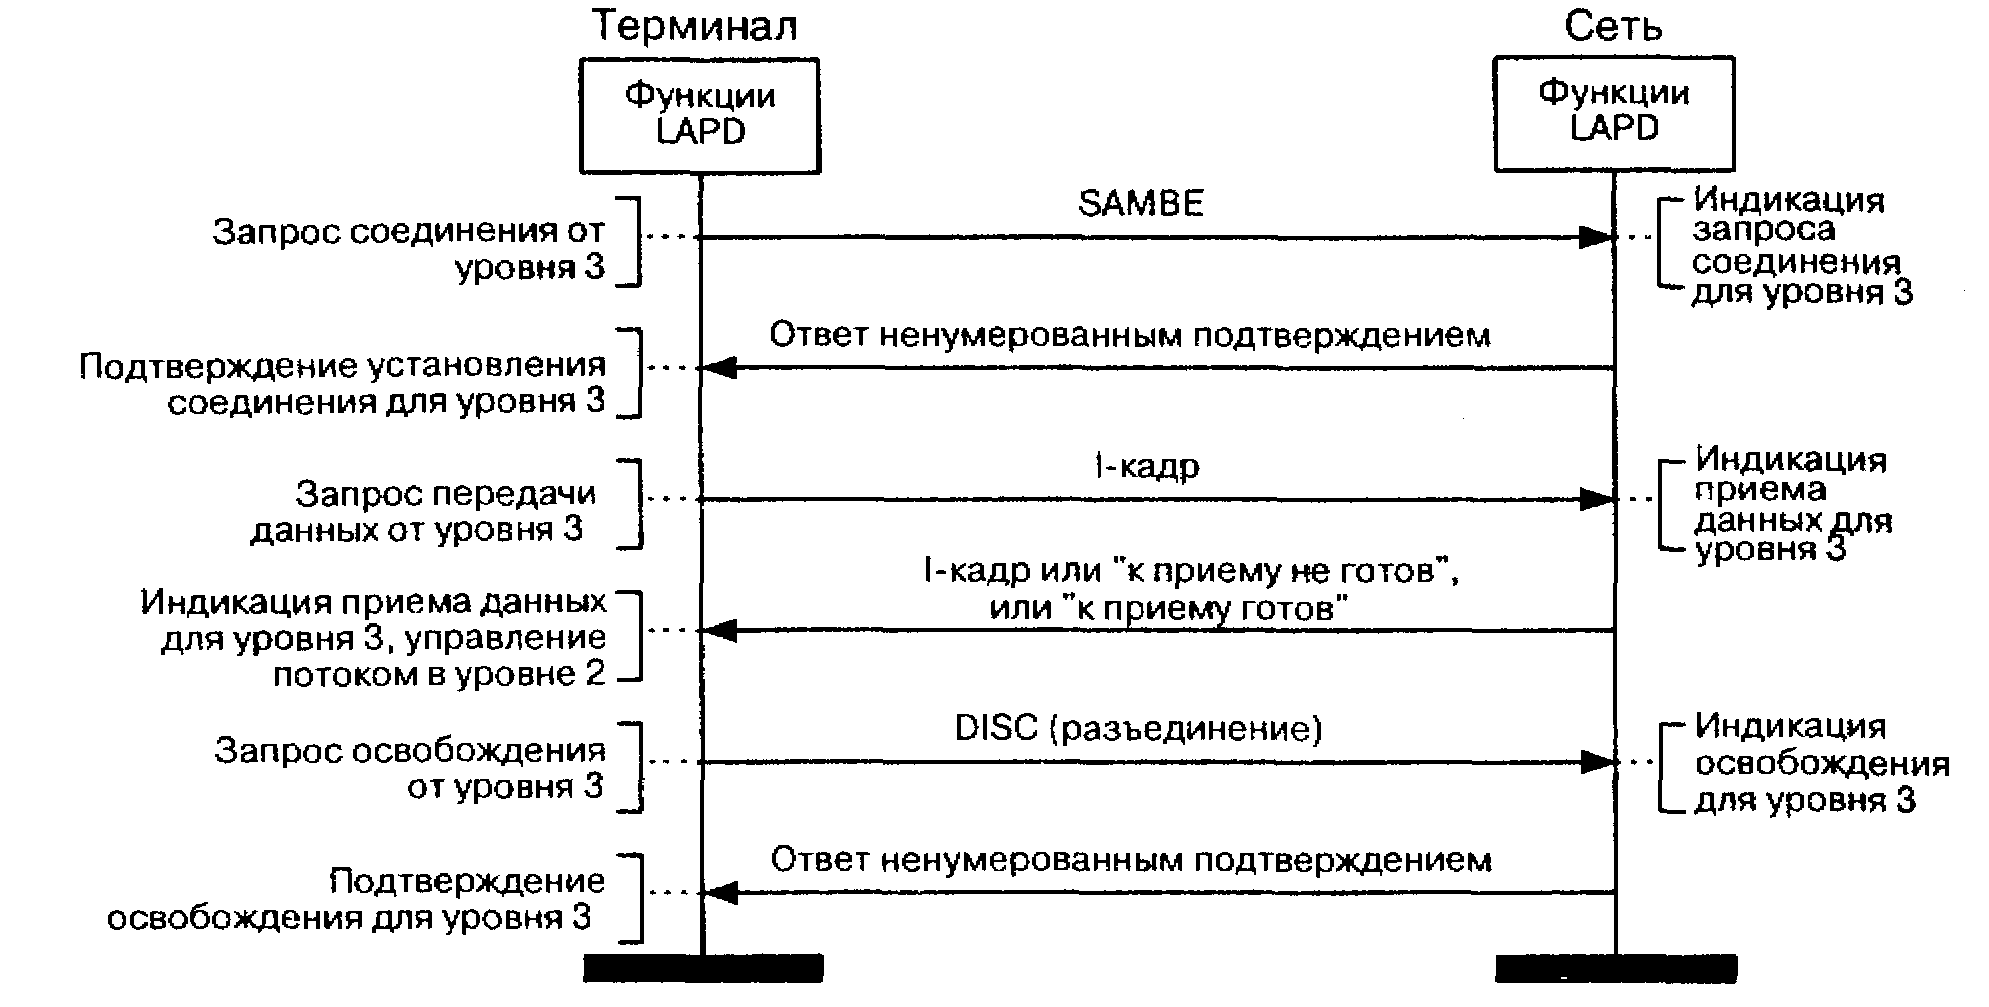 Терминал
Сеть
Функции
LAPD
Функции
LAPD
Запрос соединения от
уровня 3
SAMBE
Индикация
запроса
соединения
для уровня 3
Ответ ненумерованным подтверждением
Подтверждение установления
соединения для уровня 3
I-кадр
Запрос передачи
данных от уровня 3
Индикация
приема
данных для
уровня 3
I-кадр или "к приему не готов",
или "к приему готов"
Индикация приема данных
для уровня 3, управление
потоком в уровне 2
DISC (разъединение)
Запрос освобождения
от уровня 3
Индикация
освобождения
для уровня 3
Ответ ненумерованным подтверждением
Подтверждение
освобождения для уровня 3